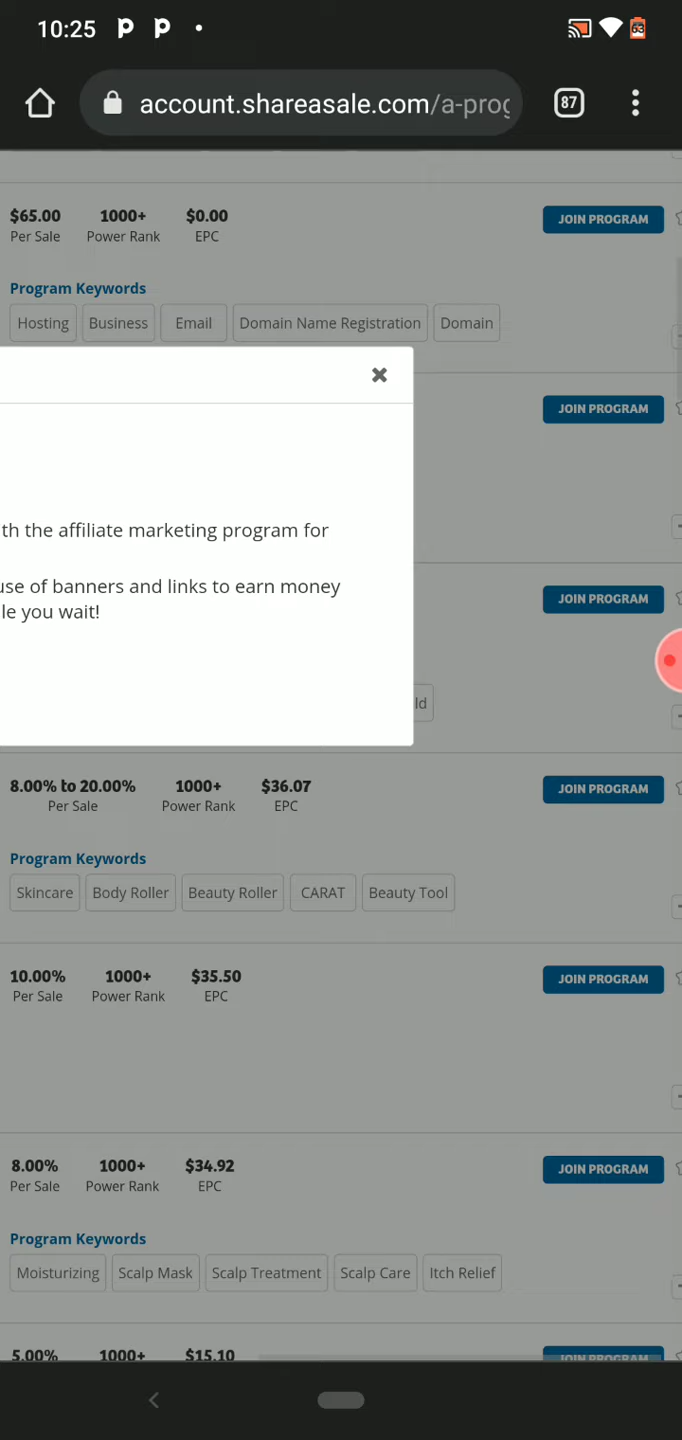 10:25
63
account.shareasale.com/a-prog
87
$65.00 1000+ $0.00
Per Sale Power Rank EPC
JOIN PROGRAM
Program Keywords
Hosting Business Email Domain Name Registration Domain
JOIN PROGRAM
th the affiliate marketing program for
use of banners and links to earn money
le you wait!
JOIN PROGRAM
ld
8.00% to 20.00% 1000+ $36.07
Per Sale Power Rank EPC
JOIN PROGRAM
Program Keywords
Skincare Body Roller Beauty Roller CARAT Beauty Tool
10.00% 1000+ $35.50
Per Sale Power Rank EPC
JOIN PROGRAM
8.00% 1000+ $34.92
Per Sale Power Rank EPC
JOIN PROGRAM
Program Keywords
Moisturizing Scalp Mask Scalp Treatment Scalp Care Itch Relief
5.00% 1000+ $15.10
JOIN PROGRAM